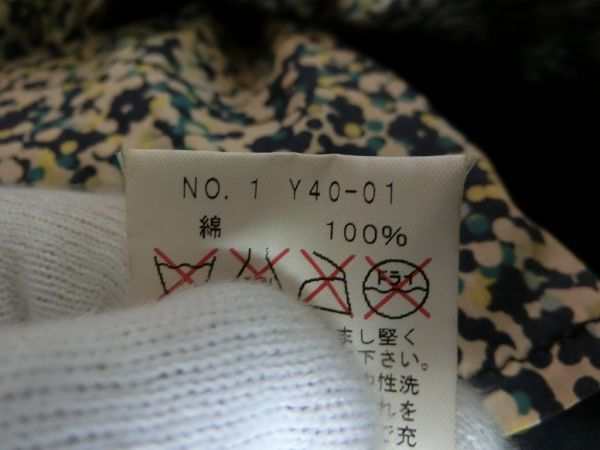 NO. 1 Y40-01
綿 100%
ドライ
まし堅く
下さい。
中性洗
れを
で充